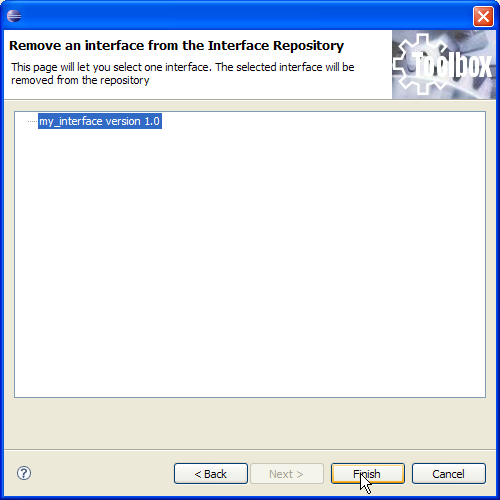 Remove an interface from the Interface Repository
This page will let you select one interface. The selected interface will be
removed from the repository
Toolbox
my_interface version 1.0
?
< Back
Next >
Finish
Cancel